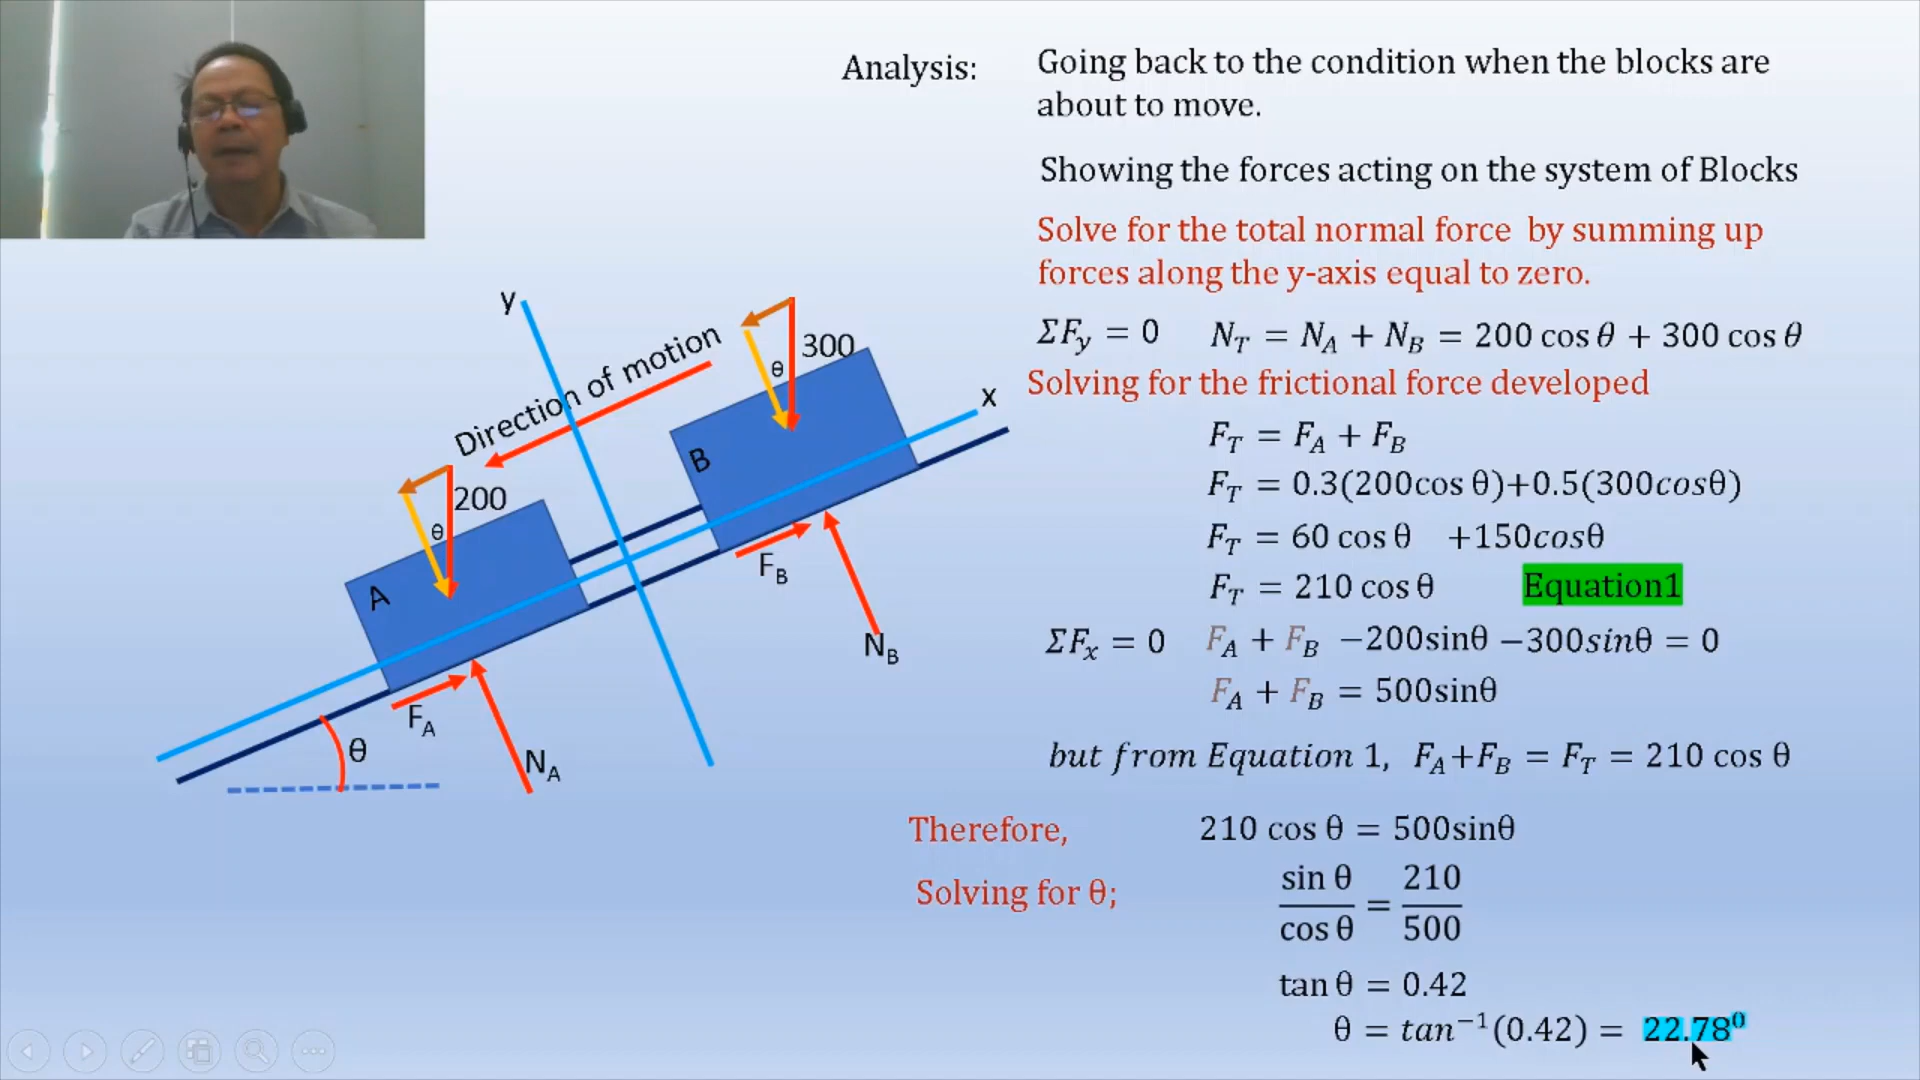 Analysis:
Going back to the condition when the blocks are
about to move.
Showing the forces acting on the system of Blocks
Solve for the total normal force by summing up
forces along the y-axis equal to zero.
ΣF_y = 0 N_T = N_A + N_B = 200 cos θ + 300 cos θ
Solving for the frictional force developed
F_T = F_A + F_B
F_T = 0.3(200cos θ)+0.5(300cosθ)
F_T = 60 cos θ +150cosθ
F_T = 210 cos θ Equation1
ΣF_x = 0 F_A + F_B −200sinθ −300sinθ = 0
F_A + F_B = 500sinθ
but from Equation 1, F_A+F_B = F_T = 210 cos θ
Therefore, 210 cos θ = 500sinθ
Solving for θ; sin θ / cos θ = 210 / 500
tan θ = 0.42
θ = tan⁻¹(0.42) = 22.78⁰
y
Direction of motion
300
θ
x
B
200
θ
A
F_B
N_B
F_A
θ
N_A